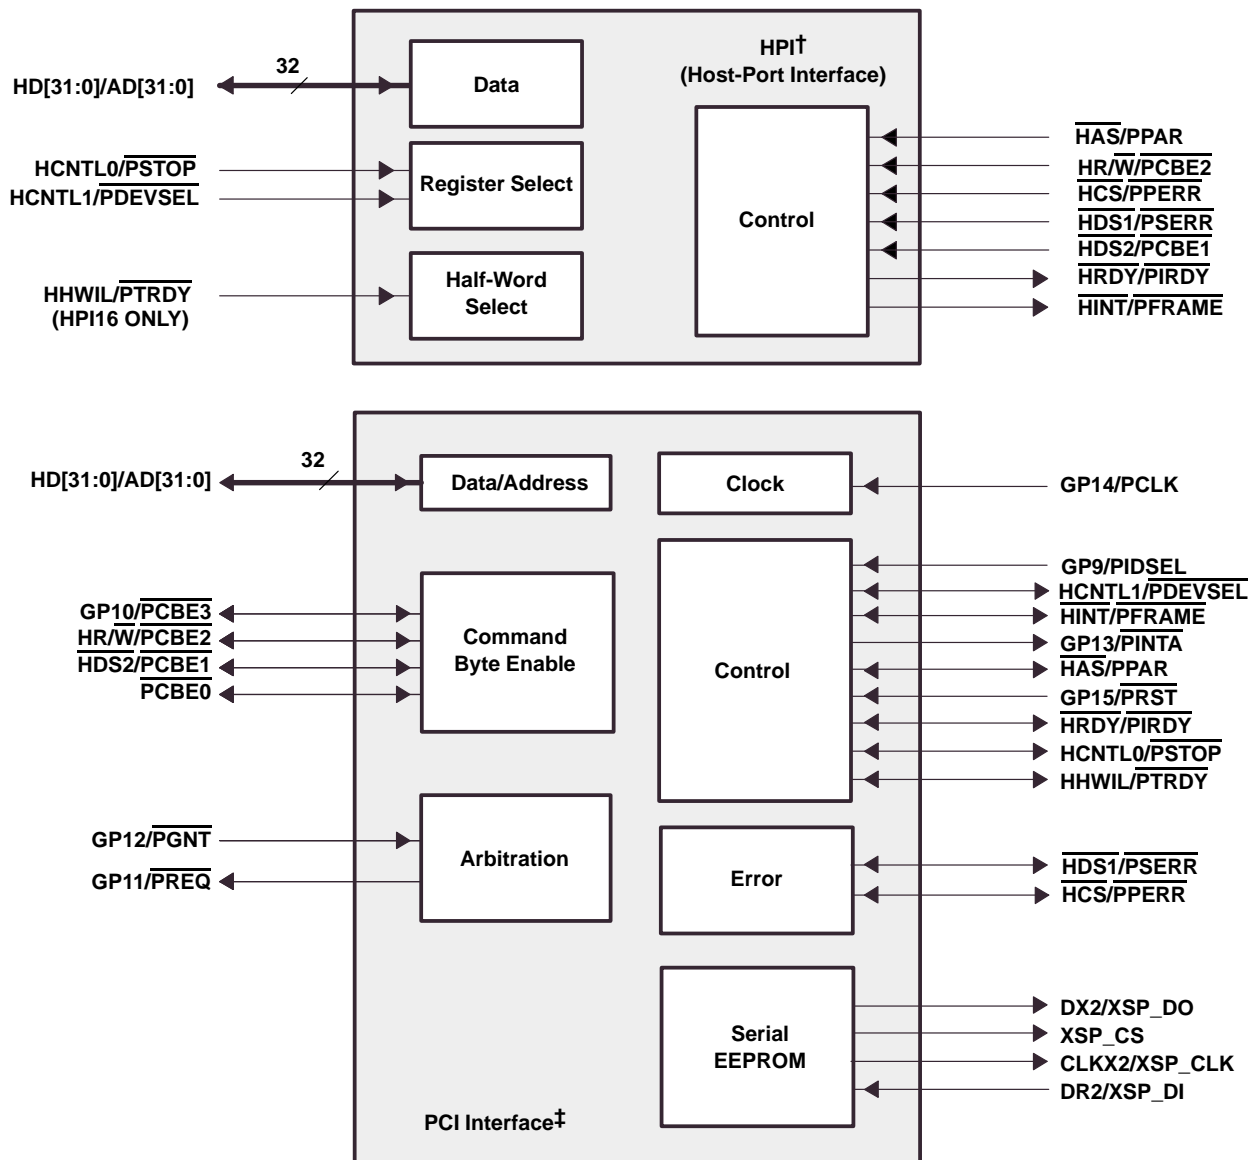 HPI†
(Host-Port Interface)
32
HD[31:0]/AD[31:0]
Data
HCNTL0/PSTOP
HCNTL1/PDEVSEL
Register Select
HHWIL/PTRDY
(HPI16 ONLY)
Half-Word
Select
Control
HAS/PPAR
HR/W/PCBE2
HCS/PPERR
HDS1/PSERR
HDS2/PCBE1
HRDY/PIRDY
HINT/PFRAME
32
HD[31:0]/AD[31:0]
Data/Address
Clock
GP14/PCLK
GP10/PCBE3
HR/W/PCBE2
HDS2/PCBE1
PCBE0
Command
Byte Enable
Control
GP9/PIDSEL
HCNTL1/PDEVSEL
HINT/PFRAME
GP13/PINTA
HAS/PPAR
GP15/PRST
HRDY/PIRDY
HCNTL0/PSTOP
HHWIL/PTRDY
GP12/PGNT
GP11/PREQ
Arbitration
Error
HDS1/PSERR
HCS/PPERR
Serial
EEPROM
DX2/XSP_DO
XSP_CS
CLKX2/XSP_CLK
DR2/XSP_DI
PCI Interface‡